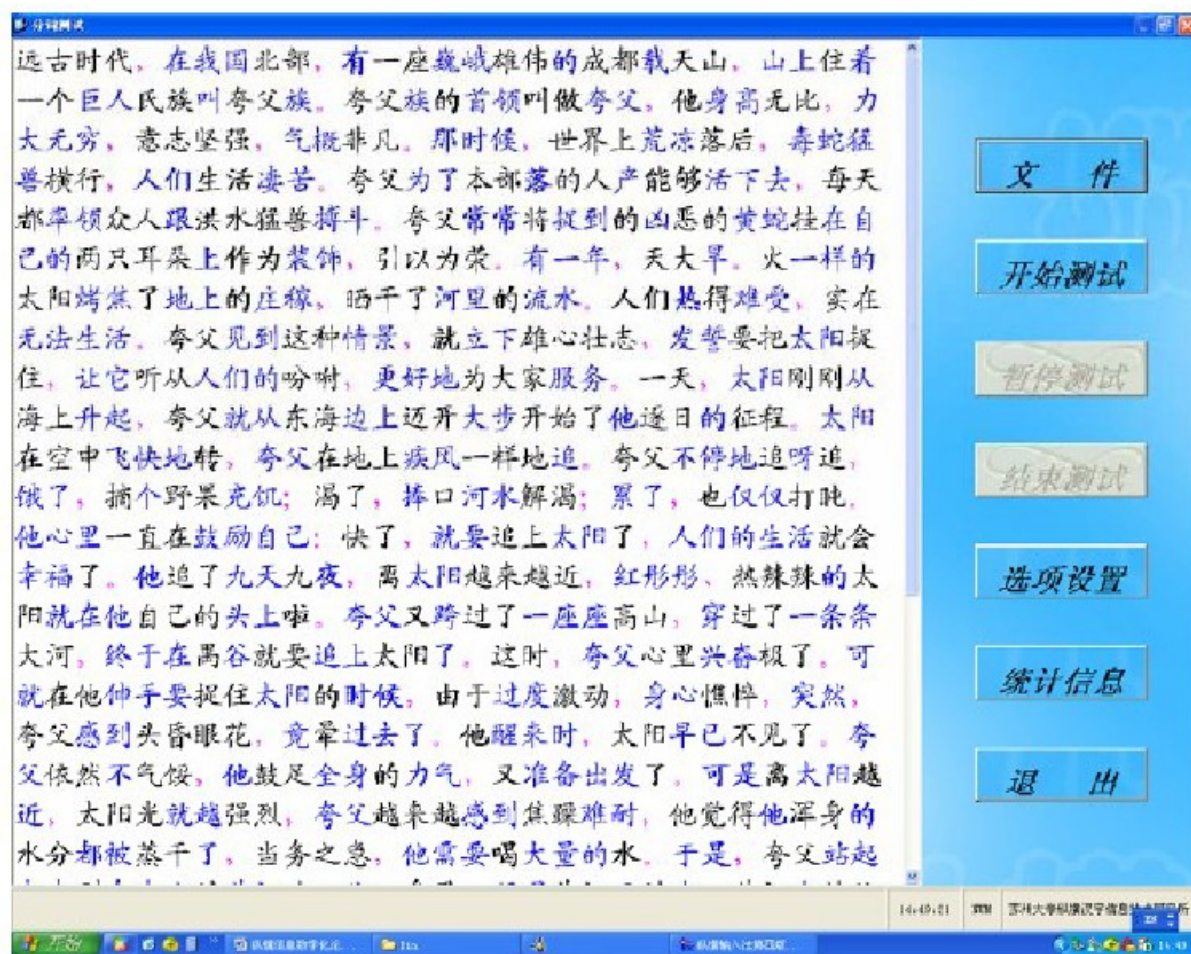 分词测试
远古时代，在我国北部，有一座巍峨雄伟的成都载天山，山上住着
一个巨人氏族叫夸父族。夸父族的首领叫做夸父，他身高无比，力
大无穷，意志坚强，气概非凡。那时候，世界上荒凉落后，毒蛇猛
兽横行，人们生活凄苦。夸父为了本部落的人产能够活下去，每天
都率领众人跟洪水猛兽搏斗。夸父常常将捉到的凶恶的黄蛇挂在自
己的两只耳朵上作为装饰，引以为荣。有一年，天大旱。火一样的
太阳烤焦了地上的庄稼，晒干了河里的流水。人们热得难受，实在
无法生活。夸父见到这种情景，就立下雄心壮志，发誓要把太阳捉
住，让它听从人们的吩咐，更好地为大家服务。一天，太阳刚刚从
海上升起，夸父就从东海边上迈开大步开始了他逐日的征程。太阳
在空中飞快地转，夸父在地上疾风一样地追。夸父不停地追呀追，
饿了，摘个野果充饥；渴了，捧口河水解渴；累了，也仅仅打盹。
他心里一直在鼓励自己：快了，就要追上太阳了，人们的生活就会
幸福了。他追了九天九夜，离太阳越来越近，红彤彤、热辣辣的太
阳就在他自己的头上啦。夸父又跨过了一座座高山，穿过了一条条
大河，终于在禺谷就要追上太阳了。这时，夸父心里兴奋极了。可
就在他伸手要捉住太阳的时候，由于过度激动，身心憔悴，突然，
夸父感到头昏眼花，竟晕过去了。他醒来时，太阳早已不见了。夸
父依然不气馁，他鼓足全身的力气，又准备出发了。可是离太阳越
近，太阳光就越强烈，夸父越来越感到焦躁难耐，他觉得他浑身的
水分都被蒸干了，当务之急，他需要喝大量的水。于是，夸父站起
文 件
开始测试
暂停测试
结束测试
选项设置
统计信息
退 出
14:49:21
开始
14:49